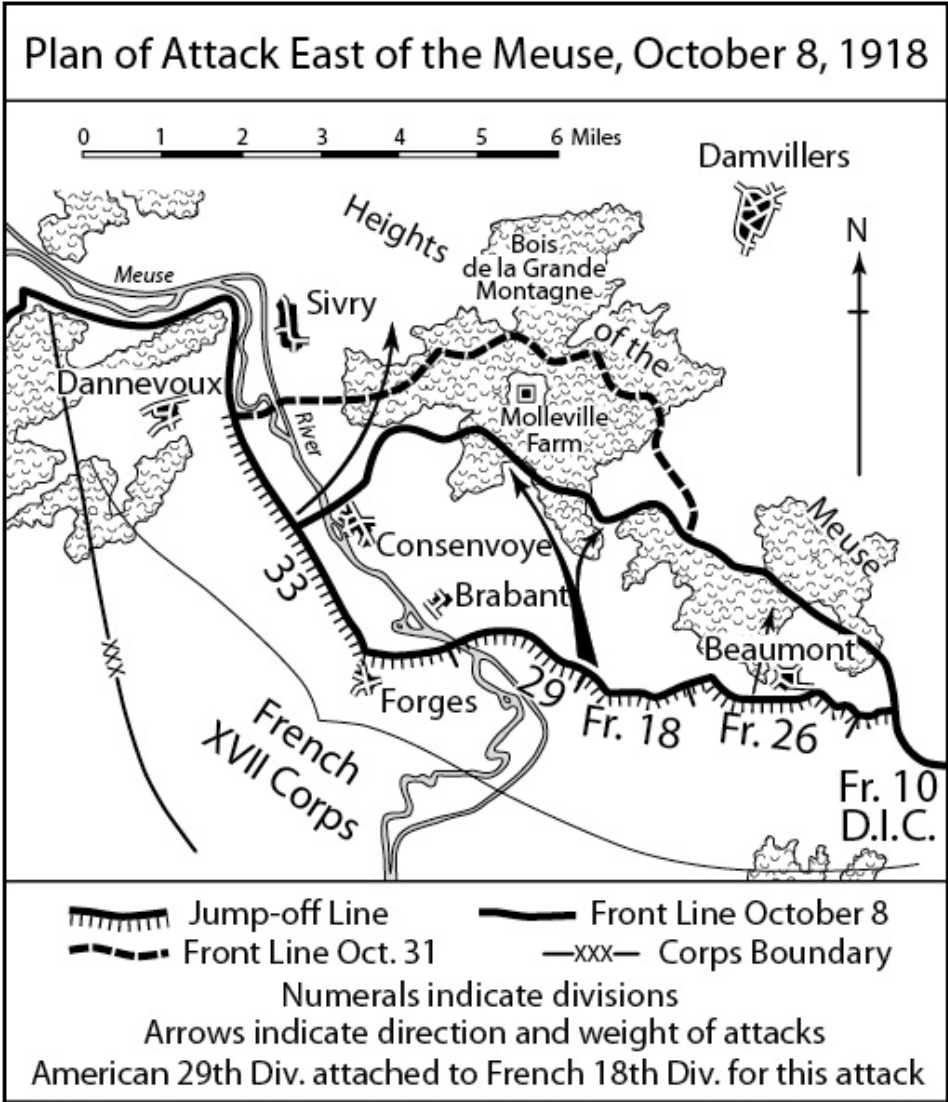 Plan of Attack East of the Meuse, October 8, 1918
0 1 2 3 4 5 6 Miles
Damvillers
Heights
N
Bois
de la Grande
Montagne
Meuse
Sivry
of the
Dannevoux
River
Molleville
Farm
Meuse
Consenvoye
33
Brabant
XXX
Beaumont
29
Forges
Fr. 18
Fr. 26
French
XVII Corps
Fr. 10
D.I.C.
Jump-off Line
Front Line October 8
Front Line Oct. 31
XXX
Corps Boundary
Numerals indicate divisions
Arrows indicate direction and weight of attacks
American 29th Div. attached to French 18th Div. for this attack